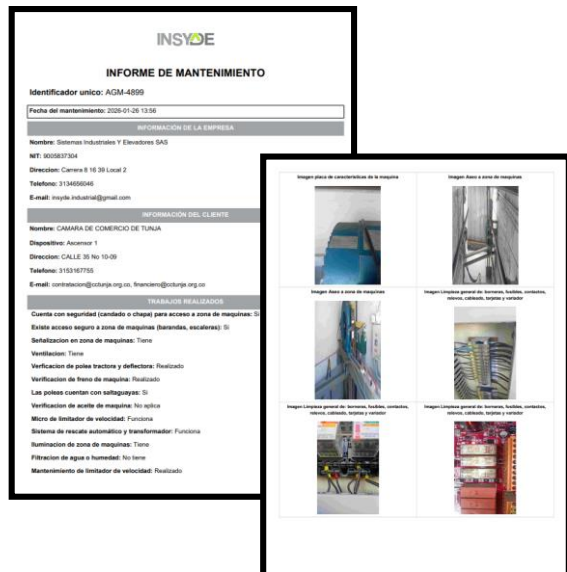 INSYDE
INFORME DE MANTENIMIENTO
Identificador unico: AGM-4899
Fecha del mantenimiento: 2026-01-26 13:56
INFORMACIÓN DE LA EMPRESA
Nombre: Sistemas Industriales Y Elevadores SAS
NIT: 9005837304
Direccion: Carrera 8 16 39 Local 2
Telefono: 3134656046
E-mail: insyde.industrial@gmail.com
INFORMACIÓN DEL CLIENTE
Nombre: CAMARA DE COMERCIO DE TUNJA
Dispositivo: Ascensor 1
Direccion: CALLE 35 No 10-09
Telefono: 3153167755
E-mail: contratacion@cctunja.org.co, financiero@cctunja.org.co
TRABAJOS REALIZADOS
Cuenta con seguridad (candado o chapa) para acceso a zona de maquinas: Si
Existe acceso seguro a zona de maquinas (barandas, escaleras): Si
Señalizacion en zona de maquinas: Tiene
Ventilacion: Tiene
Verficacion de polea tractora y deflectora: Realizado
Verificacion de freno de maquina: Realizado
Las poleas cuentan con saltaguayas: Si
Verificacion de aceite de maquina: No aplica
Micro de limitador de velocidad: Funciona
Sistema de rescate automático y transformador: Funciona
Iluminacion de zona de maquinas: Tiene
Filtracion de agua o humedad: No tiene
Mantenimiento de limitador de velocidad: Realizado
Imagen placa de caracteristicas de la maquina
Imagen Aseo a zona de maquinas
Imagen Aseo a zona de maquinas
Imagen Limpieza general de: borneras, fusibles, contactos,
relevos, cableado, tarjetas y variador
Imagen Limpieza general de: borneras, fusibles, contactos,
relevos, cableado, tarjetas y variador
Imagen Limpieza general de: borneras, fusibles, contactos,
relevos, cableado, tarjetas y variador